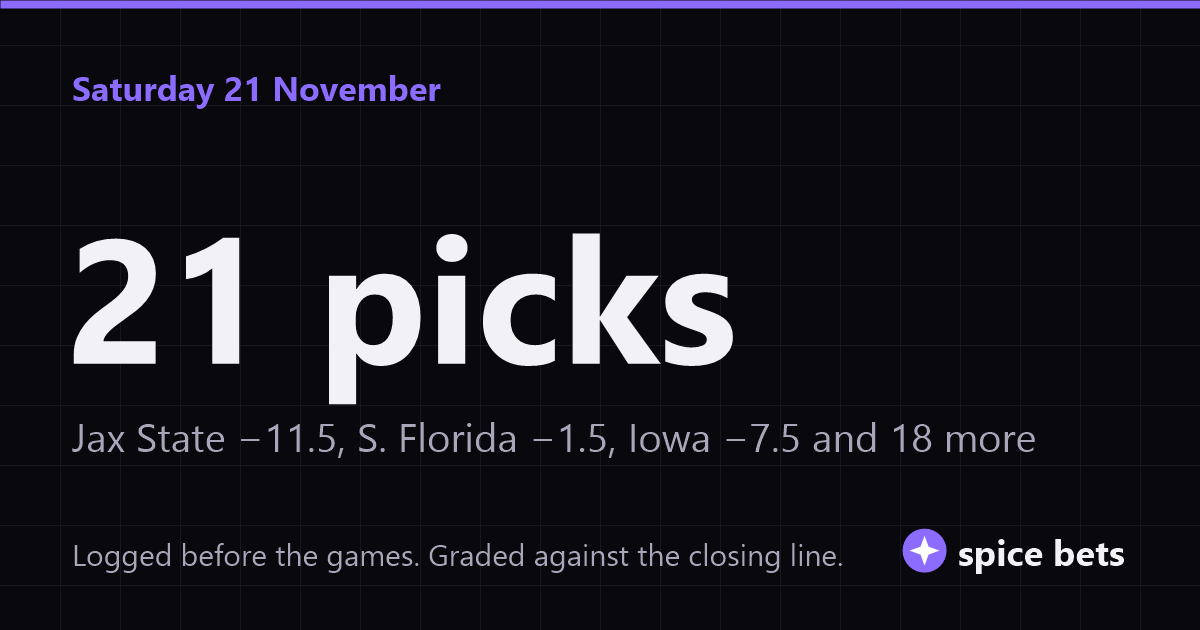 Saturday 21 November
21 picks
Jax State −11.5, S. Florida −1.5, Iowa −7.5 and 18 more
Logged before the games. Graded against the closing line.
spice bets